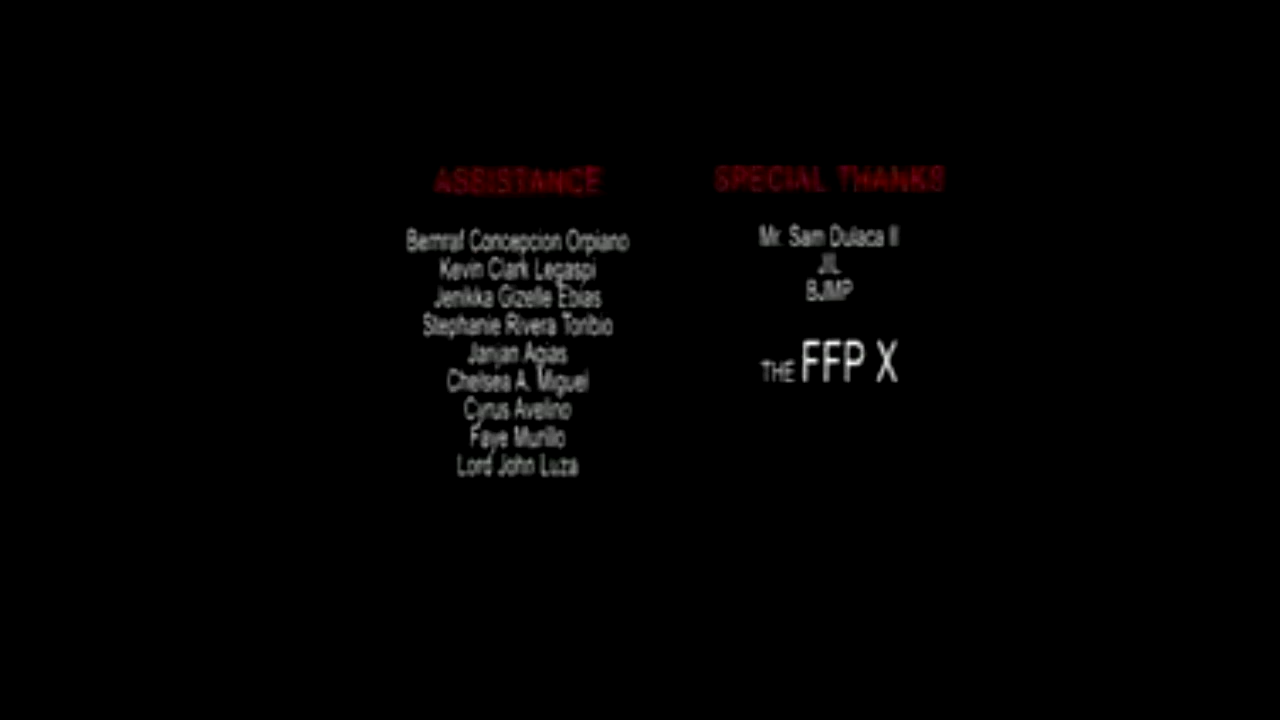 ASSISTANCE
Bernraf Concepcion Orpiano
Kevin Clark Legaspi
Jenikka Gizelle Ebias
Stephanie Rivera Toribio
Janjan Agias
Chelsea A. Miguel
Cyrus Avelino
Faye Murillo
Lord John Luza
SPECIAL THANKS
Mr. Sam Dulaca II
JIL
BJMP
THE FFP X